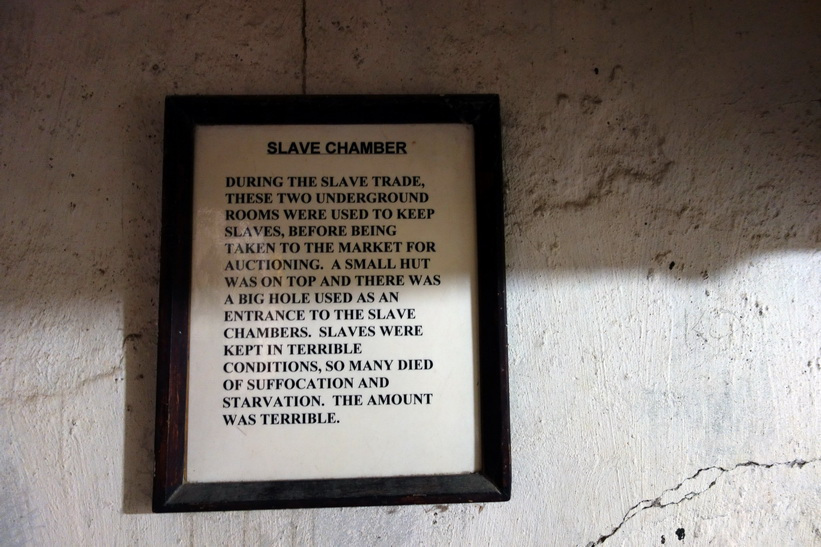 SLAVE CHAMBER
DURING THE SLAVE TRADE,
THESE TWO UNDERGROUND
ROOMS WERE USED TO KEEP
SLAVES, BEFORE BEING
TAKEN TO THE MARKET FOR
AUCTIONING. A SMALL HUT
WAS ON TOP AND THERE WAS
A BIG HOLE USED AS AN
ENTRANCE TO THE SLAVE
CHAMBERS. SLAVES WERE
KEPT IN TERRIBLE
CONDITIONS, SO MANY DIED
OF SUFFOCATION AND
STARVATION. THE AMOUNT
WAS TERRIBLE.